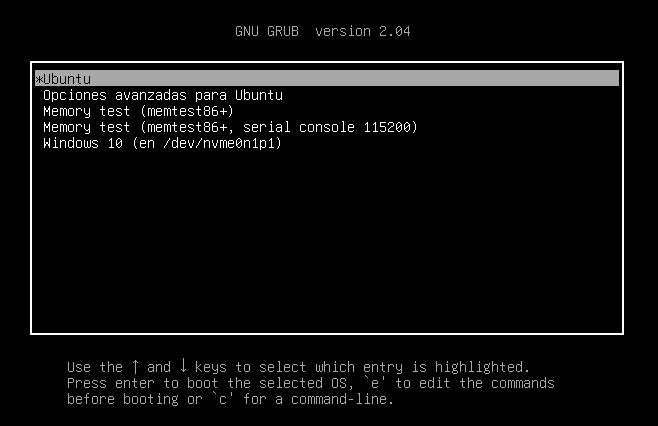 GNU GRUB  version 2.04
*Ubuntu
Opciones avanzadas para Ubuntu
Memory test (memtest86+)
Memory test (memtest86+, serial console 115200)
Windows 10 (en /dev/nvme0n1p1)
Use the ↑ and ↓ keys to select which entry is highlighted.
Press enter to boot the selected OS, `e' to edit the commands
before booting or `c' for a command-line.